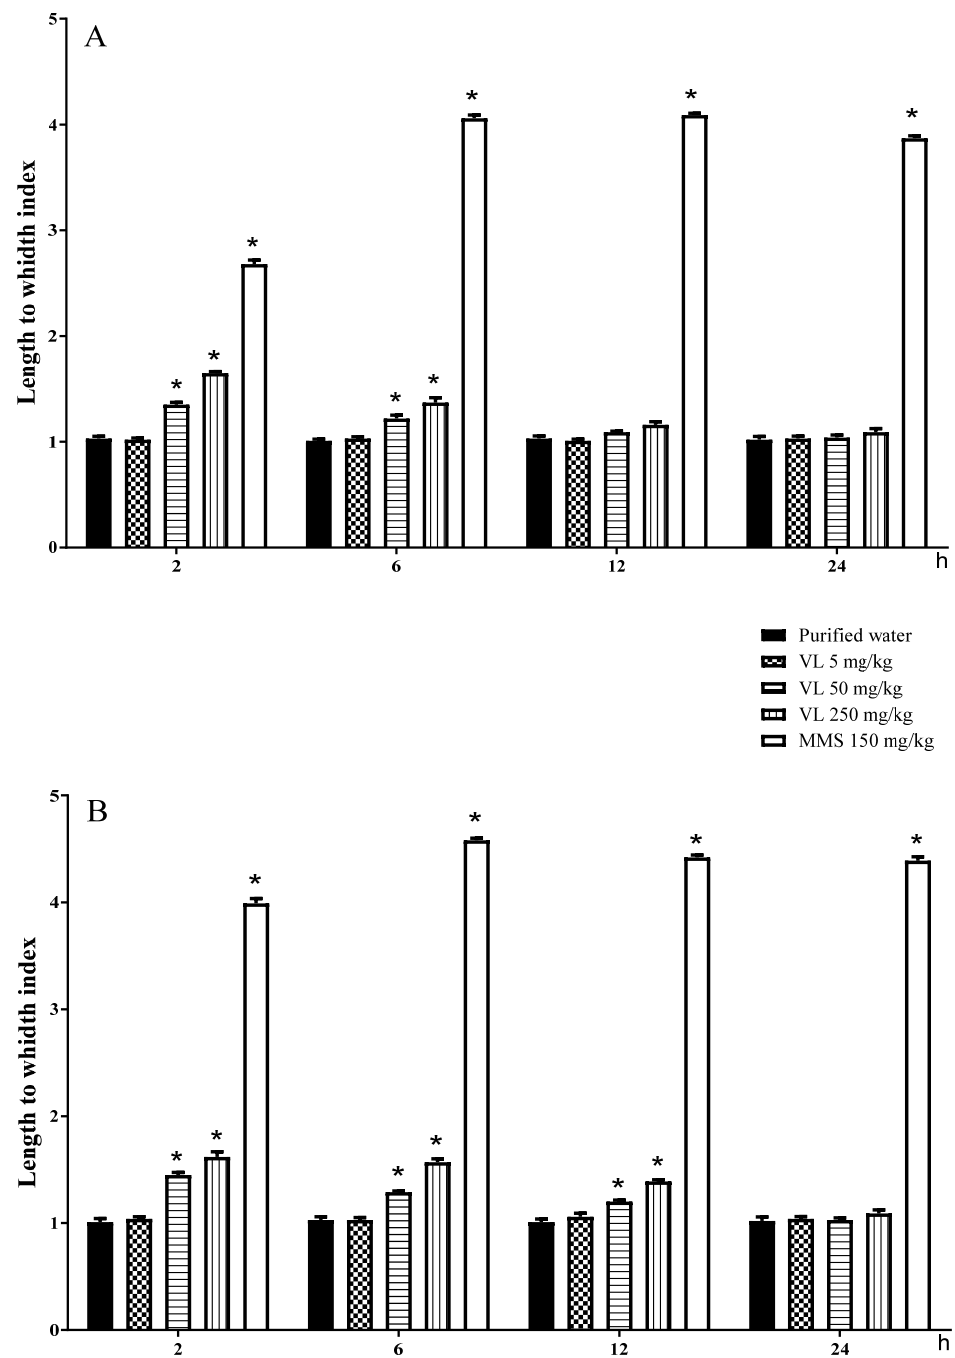 A
Length to whidth index
5
4
3
2
1
0
* * *
* * *
*
*
2 6 12 24 h
Purified water
VL 5 mg/kg
VL 50 mg/kg
VL 250 mg/kg
MMS 150 mg/kg
B
Length to whidth index
5
4
3
2
1
0
* * *
* * *
* * *
*
2 6 12 24 h